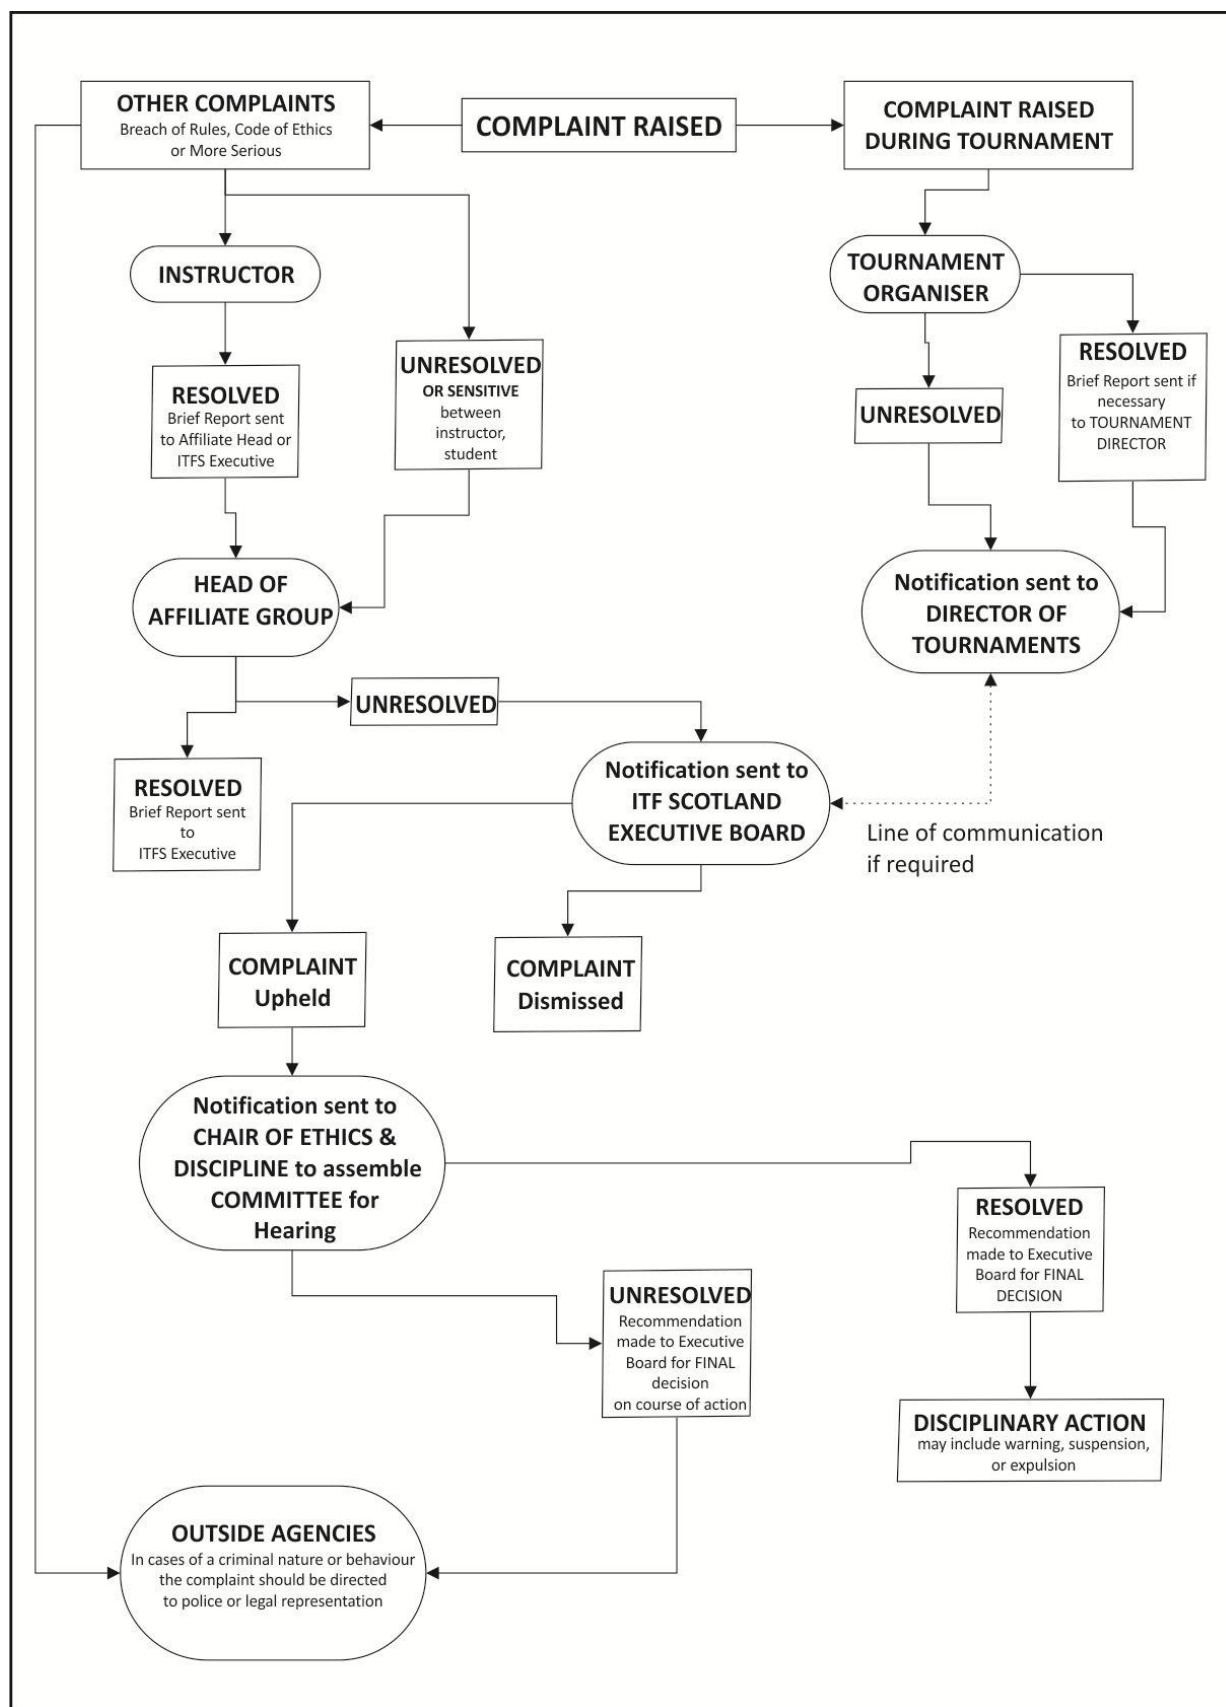 OTHER COMPLAINTS
Breach of Rules, Code of Ethics
or More Serious
COMPLAINT RAISED
COMPLAINT RAISED
DURING TOURNAMENT
INSTRUCTOR
TOURNAMENT
ORGANISER
RESOLVED
Brief Report sent
to Affiliate Head or
ITFS Executive
UNRESOLVED
OR SENSITIVE
between
instructor,
student
UNRESOLVED
RESOLVED
Brief Report sent if
necessary
to TOURNAMENT
DIRECTOR
HEAD OF
AFFILIATE GROUP
Notification sent to
DIRECTOR OF
TOURNAMENTS
UNRESOLVED
RESOLVED
Brief Report sent
to
ITFS Executive
Notification sent to
ITF SCOTLAND
EXECUTIVE BOARD
Line of communication
if required
COMPLAINT
Upheld
COMPLAINT
Dismissed
Notification sent to
CHAIR OF ETHICS &
DISCIPLINE to assemble
COMMITTEE for
Hearing
RESOLVED
Recommendation
made to Executive
Board for FINAL
DECISION
UNRESOLVED
Recommendation
made to Executive
Board for FINAL
decision
on course of action
DISCIPLINARY ACTION
may include warning, suspension,
or expulsion
OUTSIDE AGENCIES
In cases of a criminal nature or behaviour
the complaint should be directed
to police or legal representation